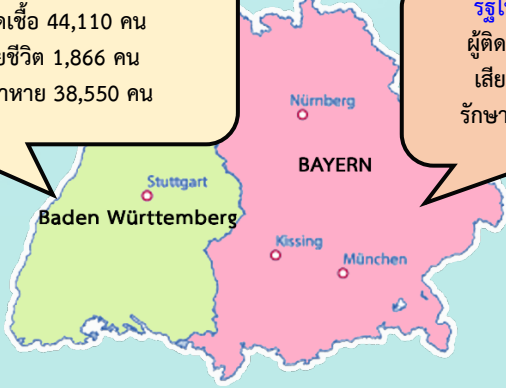 ดเชื้อ 44,110 คน
ยชีวิต 1,866 คน
าหาย 38,550 คน
ผู้ติด
เสีย
รักษา
Nürnberg
BAYERN
Stuttgart
Baden Württemberg
Kissing
München